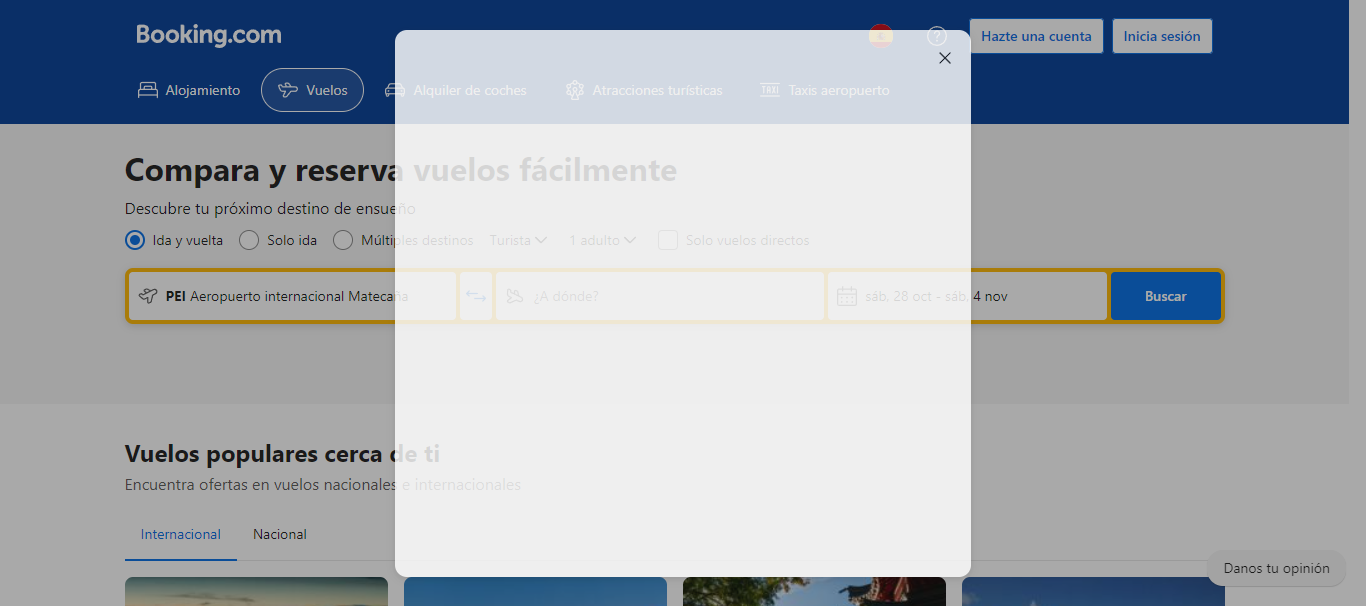 Booking.com
Hazte una cuenta
Inicia sesión
Alojamiento
Vuelos
Alquiler de coches
Atracciones turísticas
TAXI
Taxis aeropuerto
Compara y reserva vuelos fácilmente
Descubre tu próximo destino de ensueño
Ida y vuelta
Solo ida
Múltiples destinos
Turista
1 adulto
Solo vuelos directos
PEI Aeropuerto internacional Matecaña
¿A dónde?
sáb, 28 oct - sáb, 4 nov
Buscar
Vuelos populares cerca de ti
Encuentra ofertas en vuelos nacionales e internacionales
Internacional
Nacional
Danos tu opinión